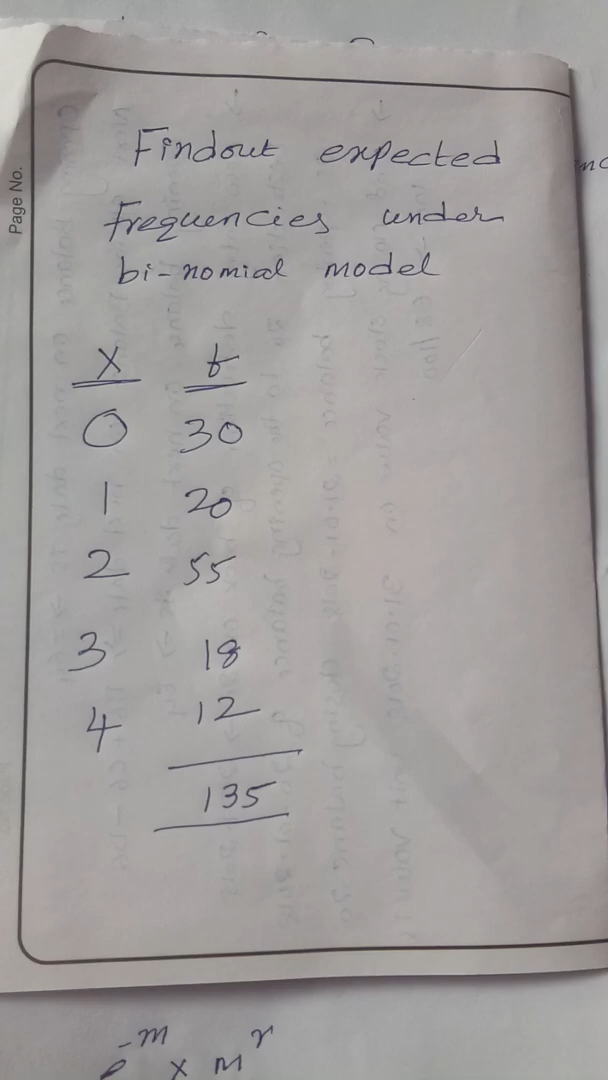 Page No.
Findout expected
Frequencies under
bi-nomial model
X f
0 30
1 20
2 55
3 18
4 12
135
e^-m x m^r